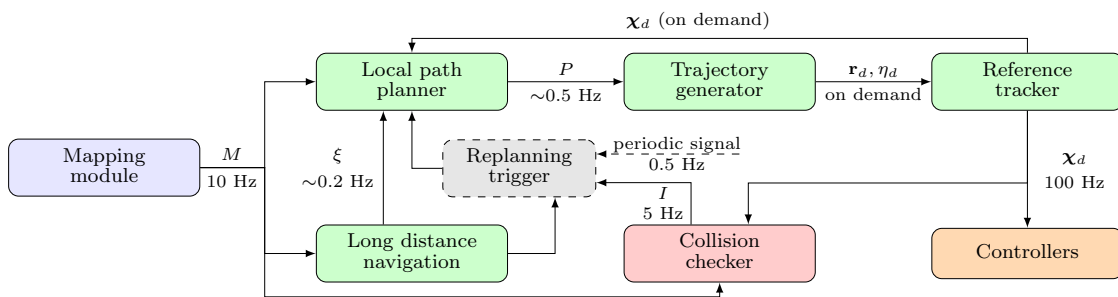 𝝌_d (on demand)
Local path
planner
P
~0.5 Hz
Trajectory
generator
𝐫_d, η_d
on demand
Reference
tracker
Mapping
module
M
10 Hz
ξ
~0.2 Hz
Replanning
trigger
periodic signal
0.5 Hz
I
5 Hz
𝝌_d
100 Hz
Long distance
navigation
Collision
checker
Controllers